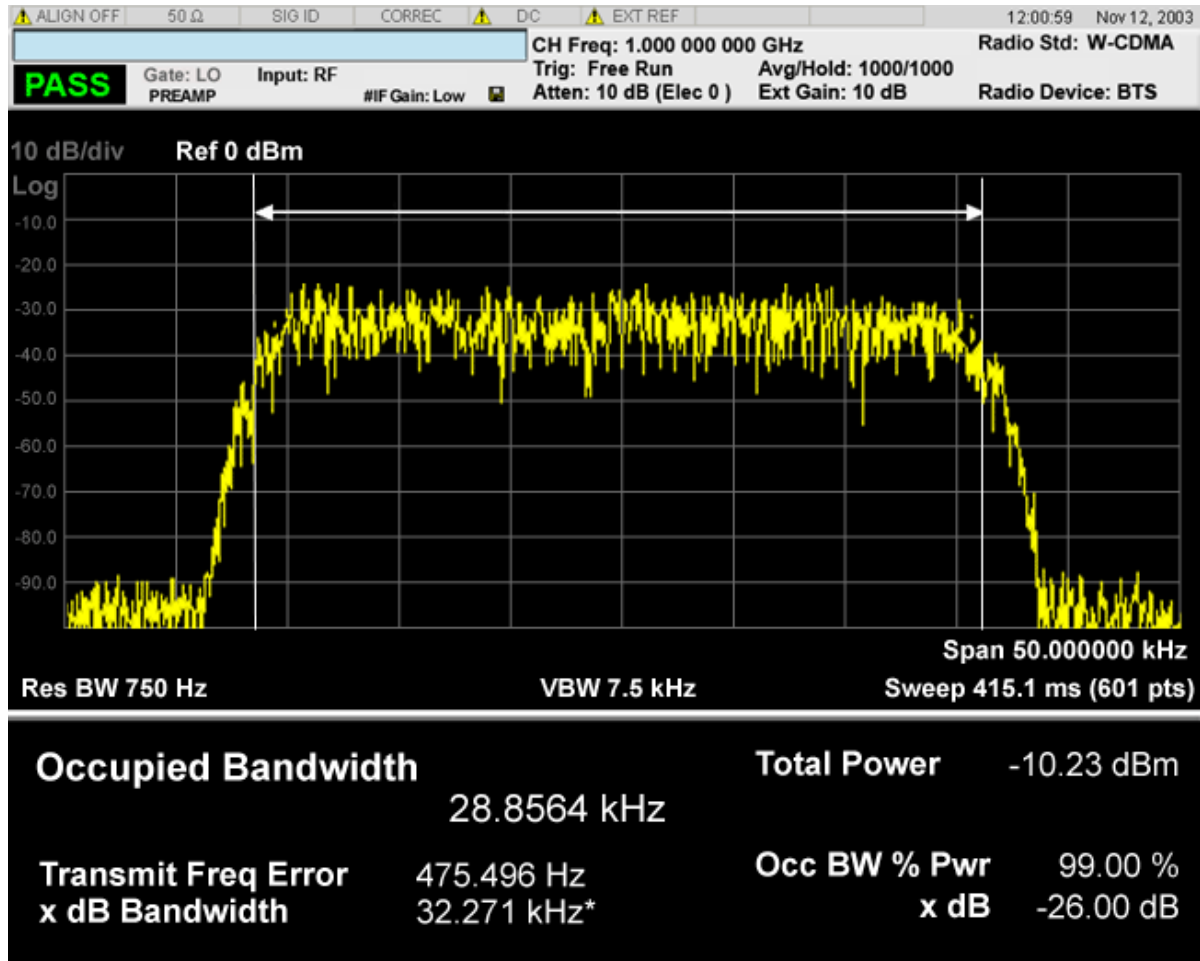 ALIGN OFF 50 Ω SIG ID CORREC DC EXT REF 12:00:59 Nov 12, 2003
CH Freq: 1.000 000 000 GHz Radio Std: W-CDMA
PASS Gate: LO Input: RF Trig: Free Run Avg/Hold: 1000/1000
PREAMP #IF Gain: Low Atten: 10 dB (Elec 0 ) Ext Gain: 10 dB Radio Device: BTS
10 dB/div Ref 0 dBm
Log
-10.0
-20.0
-30.0
-40.0
-50.0
-60.0
-70.0
-80.0
-90.0
Span 50.000000 kHz
Res BW 750 Hz VBW 7.5 kHz Sweep 415.1 ms (601 pts)
Occupied Bandwidth Total Power -10.23 dBm
28.8564 kHz
Transmit Freq Error 475.496 Hz Occ BW % Pwr 99.00 %
x dB Bandwidth 32.271 kHz* x dB -26.00 dB